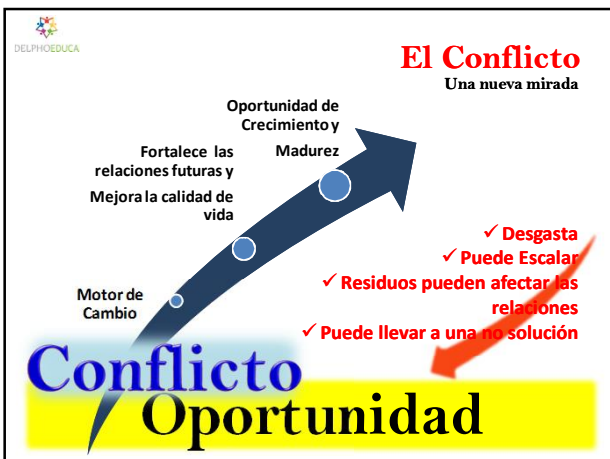 DELPHOEDUCA
El Conflicto
Una nueva mirada
Oportunidad de
Crecimiento y
Madurez
Fortalece las
relaciones futuras y
Mejora la calidad de
vida
Motor de
Cambio
✓ Desgasta
✓ Puede Escalar
✓ Residuos pueden afectar las
relaciones
✓ Puede llevar a una no solución
Conflicto
Oportunidad